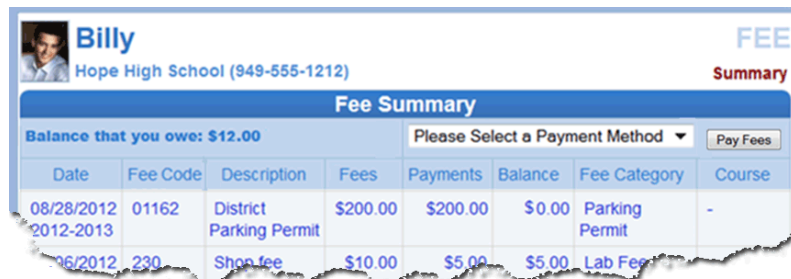 Billy
FEE
Hope High School (949-555-1212)
Summary
Fee Summary
Balance that you owe: $12.00 Please Select a Payment Method Pay Fees
Date Fee Code Description Fees Payments Balance Fee Category Course
08/28/2012 01162 District $200.00 $200.00 $0.00 Parking -
2012-2013 Parking Permit Permit
06/2012 230 Shop fee $10.00 $5.00 $5.00 Lab Fee